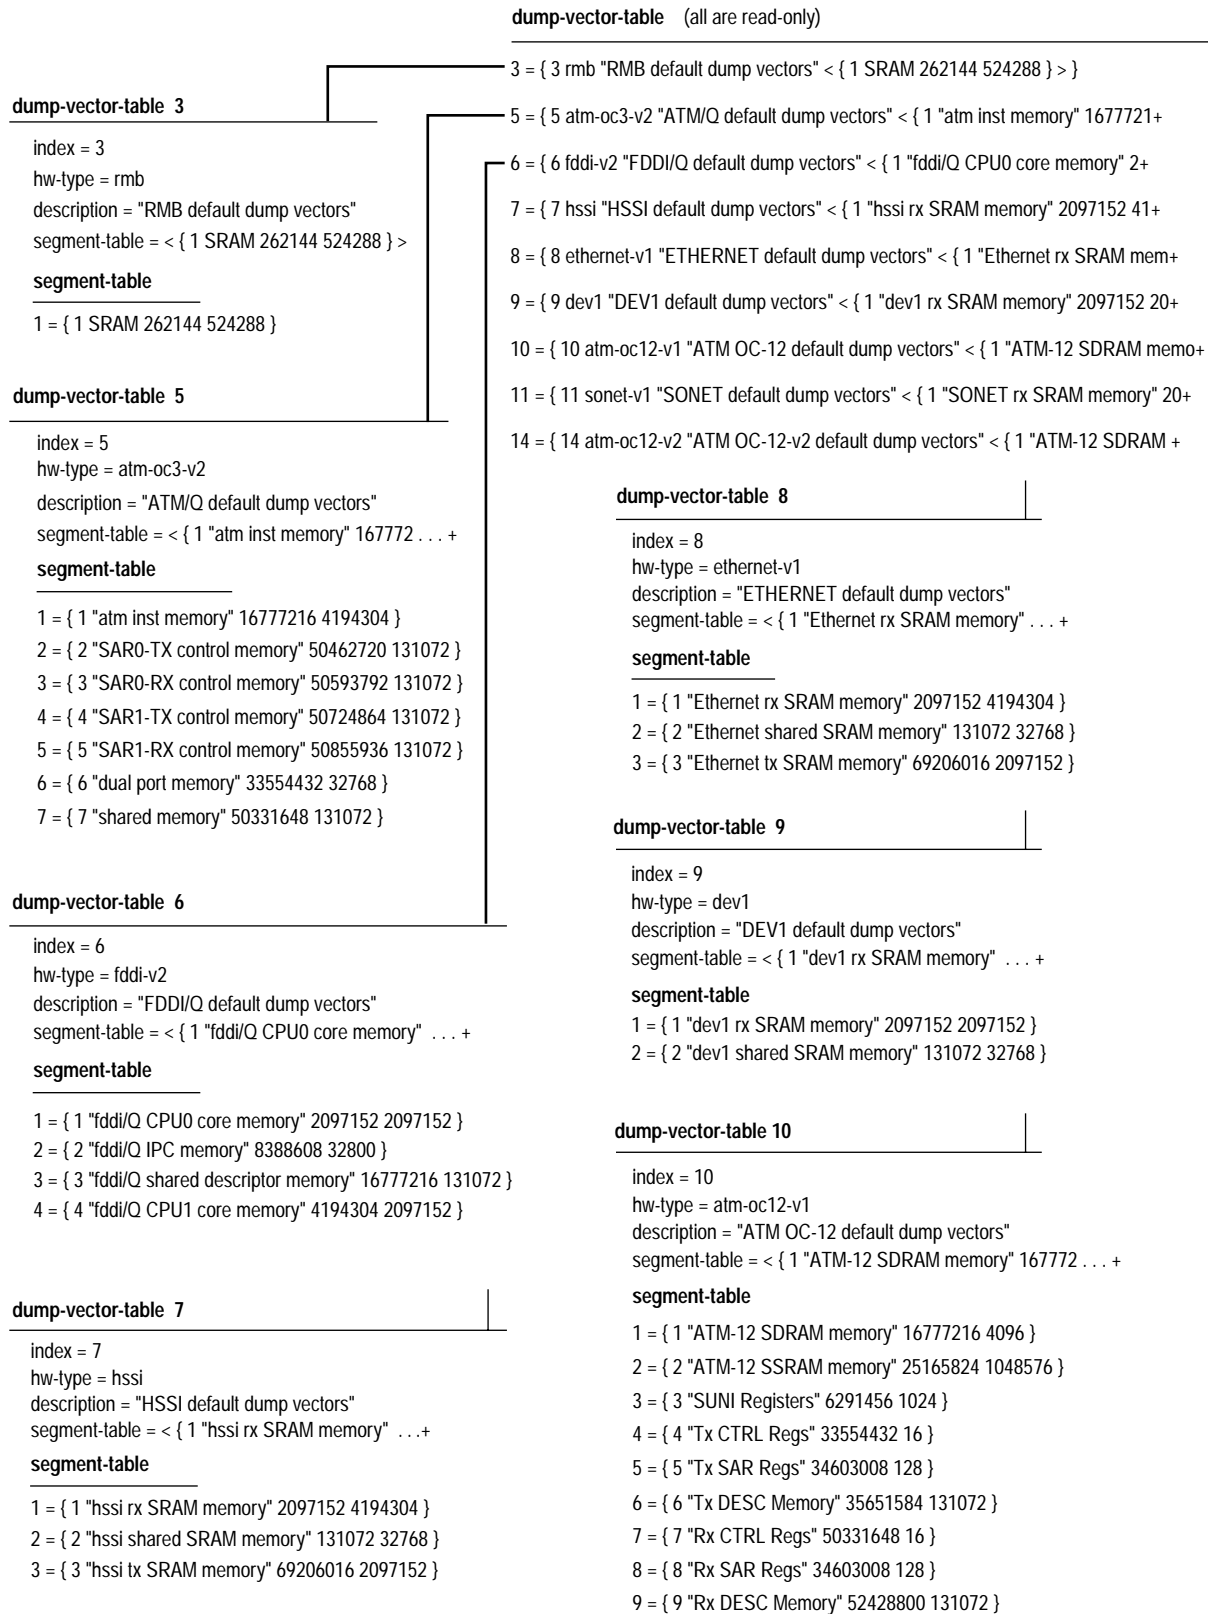 dump-vector-table (all are read-only)
3 = { 3 rmb "RMB default dump vectors" < { 1 SRAM 262144 524288 } > }
5 = { 5 atm-oc3-v2 "ATM/Q default dump vectors" < { 1 "atm inst memory" 1677721+
6 = { 6 fddi-v2 "FDDI/Q default dump vectors" < { 1 "fddi/Q CPU0 core memory" 2+
7 = { 7 hssi "HSSI default dump vectors" < { 1 "hssi rx SRAM memory" 2097152 41+
8 = { 8 ethernet-v1 "ETHERNET default dump vectors" < { 1 "Ethernet rx SRAM mem+
9 = { 9 dev1 "DEV1 default dump vectors" < { 1 "dev1 rx SRAM memory" 2097152 20+
10 = { 10 atm-oc12-v1 "ATM OC-12 default dump vectors" < { 1 "ATM-12 SDRAM memo+
11 = { 11 sonet-v1 "SONET default dump vectors" < { 1 "SONET rx SRAM memory" 20+
14 = { 14 atm-oc12-v2 "ATM OC-12-v2 default dump vectors" < { 1 "ATM-12 SDRAM +
dump-vector-table 3
index = 3
hw-type = rmb
description = "RMB default dump vectors"
segment-table = < { 1 SRAM 262144 524288 } >
segment-table
1 = { 1 SRAM 262144 524288 }
dump-vector-table 5
index = 5
hw-type = atm-oc3-v2
description = "ATM/Q default dump vectors"
segment-table = < { 1 "atm inst memory" 167772 . . . +
segment-table
1 = { 1 "atm inst memory" 16777216 4194304 }
2 = { 2 "SAR0-TX control memory" 50462720 131072 }
3 = { 3 "SAR0-RX control memory" 50593792 131072 }
4 = { 4 "SAR1-TX control memory" 50724864 131072 }
5 = { 5 "SAR1-RX control memory" 50855936 131072 }
6 = { 6 "dual port memory" 33554432 32768 }
7 = { 7 "shared memory" 50331648 131072 }
dump-vector-table 6
index = 6
hw-type = fddi-v2
description = "FDDI/Q default dump vectors"
segment-table = < { 1 "fddi/Q CPU0 core memory" . . . +
segment-table
1 = { 1 "fddi/Q CPU0 core memory" 2097152 2097152 }
2 = { 2 "fddi/Q IPC memory" 8388608 32800 }
3 = { 3 "fddi/Q shared descriptor memory" 16777216 131072 }
4 = { 4 "fddi/Q CPU1 core memory" 4194304 2097152 }
dump-vector-table 7
index = 7
hw-type = hssi
description = "HSSI default dump vectors"
segment-table = < { 1 "hssi rx SRAM memory" . . .+
segment-table
1 = { 1 "hssi rx SRAM memory" 2097152 4194304 }
2 = { 2 "hssi shared SRAM memory" 131072 32768 }
3 = { 3 "hssi tx SRAM memory" 69206016 2097152 }
dump-vector-table 8
index = 8
hw-type = ethernet-v1
description = "ETHERNET default dump vectors"
segment-table = < { 1 "Ethernet rx SRAM memory" . . . +
segment-table
1 = { 1 "Ethernet rx SRAM memory" 2097152 4194304 }
2 = { 2 "Ethernet shared SRAM memory" 131072 32768 }
3 = { 3 "Ethernet tx SRAM memory" 69206016 2097152 }
dump-vector-table 9
index = 9
hw-type = dev1
description = "DEV1 default dump vectors"
segment-table = < { 1 "dev1 rx SRAM memory" . . . +
segment-table
1 = { 1 "dev1 rx SRAM memory" 2097152 2097152 }
2 = { 2 "dev1 shared SRAM memory" 131072 32768 }
dump-vector-table 10
index = 10
hw-type = atm-oc12-v1
description = "ATM OC-12 default dump vectors"
segment-table = < { 1 "ATM-12 SDRAM memory" 167772 . . . +
segment-table
1 = { 1 "ATM-12 SDRAM memory" 16777216 4096 }
2 = { 2 "ATM-12 SSRAM memory" 25165824 1048576 }
3 = { 3 "SUNI Registers" 6291456 1024 }
4 = { 4 "Tx CTRL Regs" 33554432 16 }
5 = { 5 "Tx SAR Regs" 34603008 128 }
6 = { 6 "Tx DESC Memory" 35651584 131072 }
7 = { 7 "Rx CTRL Regs" 50331648 16 }
8 = { 8 "Rx SAR Regs" 34603008 128 }
9 = { 9 "Rx DESC Memory" 52428800 131072 }